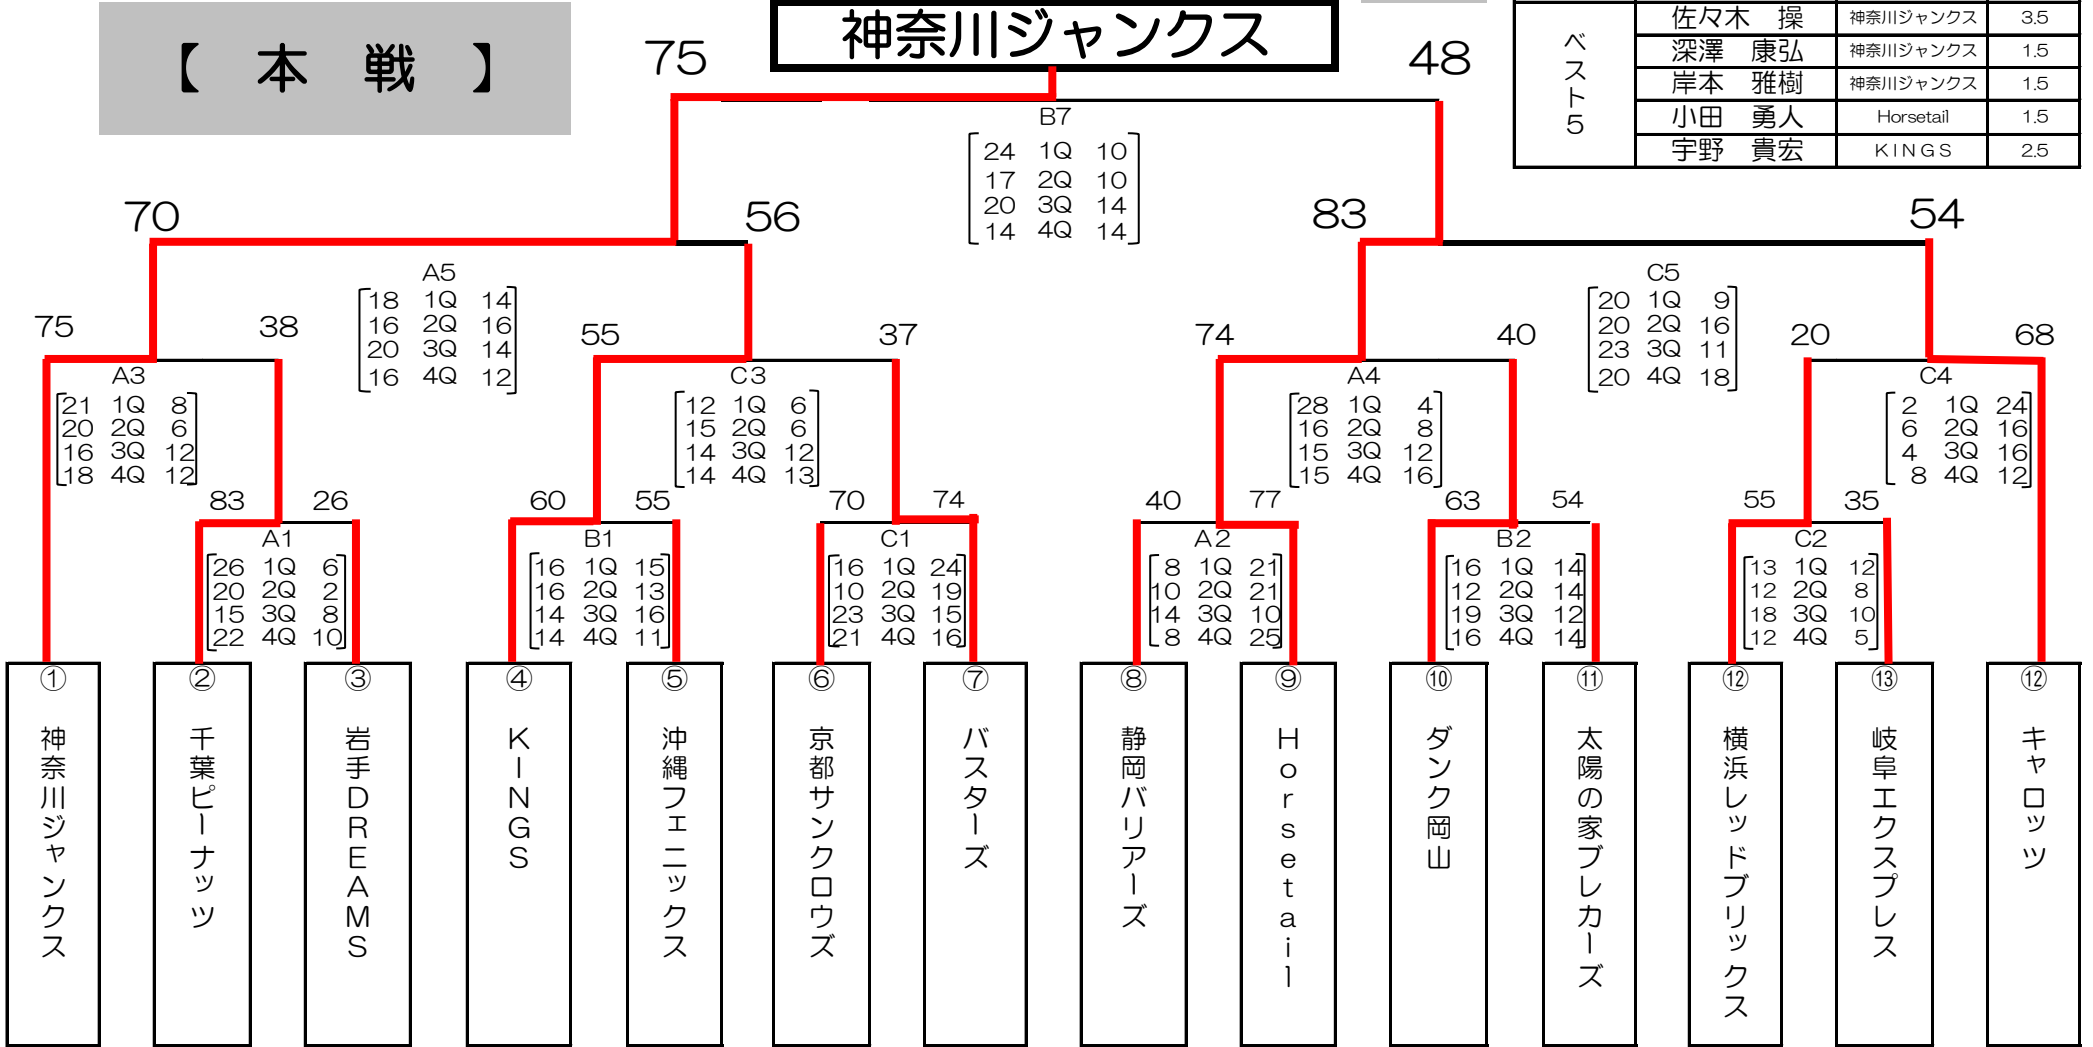 【 本 戦 】
神奈川ジャンクス
75
48
ベスト5
佐々木 操 神奈川ジャンクス 3.5
深澤 康弘 神奈川ジャンクス 1.5
岸本 雅樹 神奈川ジャンクス 1.5
小田 勇人 Horsetail 1.5
宇野 貴宏 KINGS 2.5
B7
24 1Q 10
17 2Q 10
20 3Q 14
14 4Q 14
70
56
83
54
A5
18 1Q 14
16 2Q 16
20 3Q 14
16 4Q 12
C5
20 1Q 9
20 2Q 16
23 3Q 11
20 4Q 18
75
38
55
37
74
40
20
68
A3
21 1Q 8
20 2Q 6
16 3Q 12
18 4Q 12
C3
12 1Q 6
15 2Q 6
14 3Q 12
14 4Q 13
A4
28 1Q 4
16 2Q 8
15 3Q 12
15 4Q 16
C4
2 1Q 24
6 2Q 16
4 3Q 16
8 4Q 12
83
26
60
55
70
74
40
77
63
54
55
35
A1
26 1Q 6
20 2Q 2
15 3Q 8
22 4Q 10
B1
16 1Q 15
16 2Q 13
14 3Q 16
14 4Q 11
C1
16 1Q 24
10 2Q 19
23 3Q 15
21 4Q 16
A2
8 1Q 21
10 2Q 21
14 3Q 10
8 4Q 25
B2
16 1Q 14
12 2Q 14
19 3Q 12
16 4Q 14
C2
13 1Q 12
12 2Q 8
18 3Q 10
12 4Q 5
① 神奈川ジャンクス
② 千葉ピーナッツ
③ 岩手DREAMS
④ KINGS
⑤ 沖縄フェニックス
⑥ 京都サンクロウズ
⑦ バスターズ
⑧ 静岡バリアーズ
⑨ Horsetail
⑩ ダンク岡山
⑪ 太陽の家ブレカーズ
⑫ 横浜レッドブリックス
⑬ 岐阜エクスプレス
⑫ キャロッツ